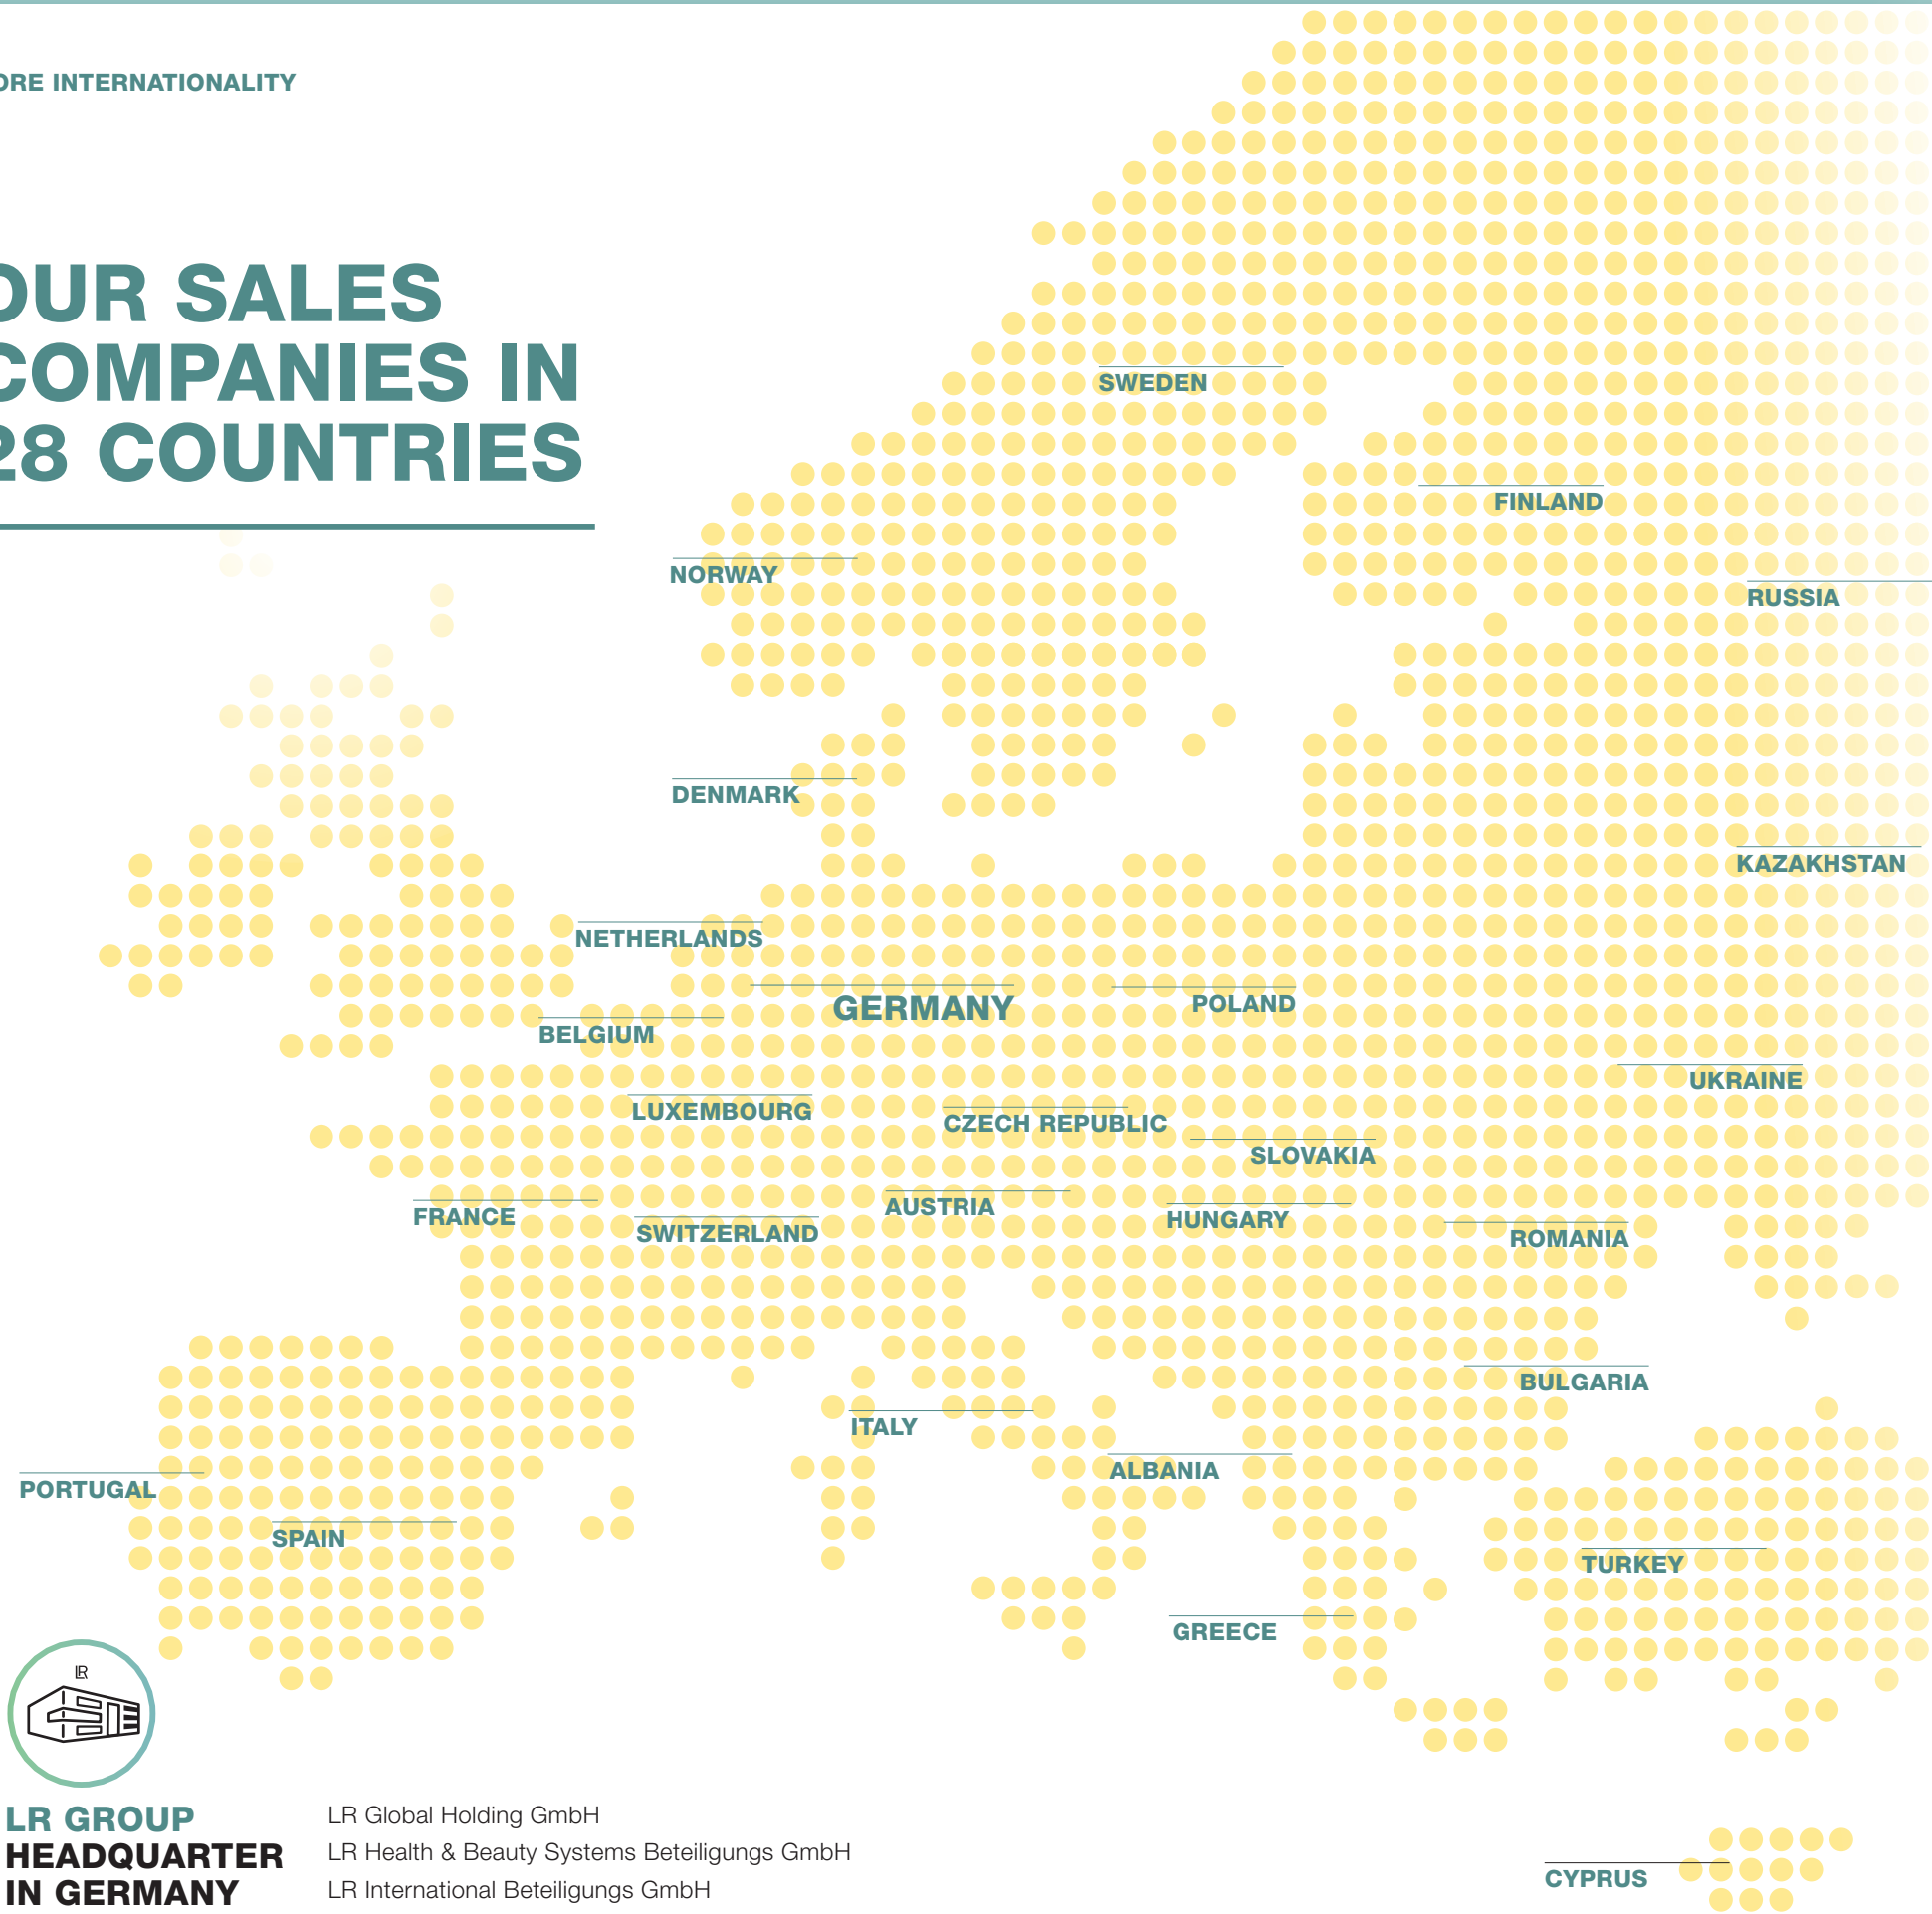 ORE INTERNATIONALITY
OUR SALES
COMPANIES IN
28 COUNTRIES
SWEDEN
FINLAND
NORWAY
RUSSIA
DENMARK
KAZAKHSTAN
NETHERLANDS
GERMANY
POLAND
BELGIUM
UKRAINE
LUXEMBOURG
CZECH REPUBLIC
SLOVAKIA
AUSTRIA
FRANCE
HUNGARY
SWITZERLAND
ROMANIA
BULGARIA
ITALY
ALBANIA
PORTUGAL
SPAIN
TURKEY
GREECE
LR
LR GROUP
HEADQUARTER
IN GERMANY
LR Global Holding GmbH
LR Health & Beauty Systems Beteiligungs GmbH
LR International Beteiligungs GmbH
CYPRUS